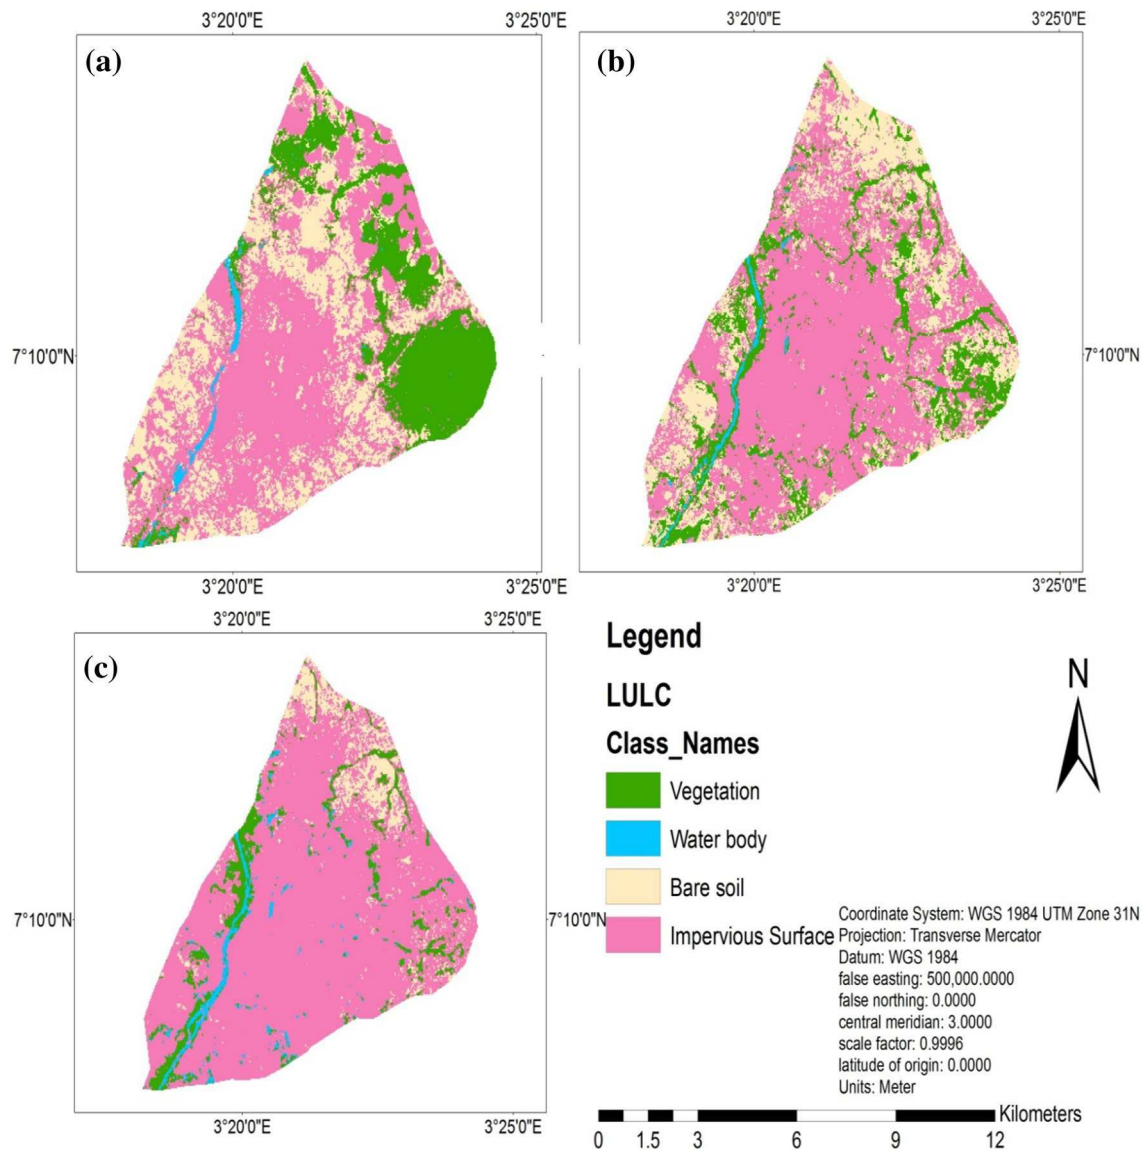 3°20'0"E 3°25'0"E
(a)
7°10'0"N
3°20'0"E 3°25'0"E
3°20'0"E 3°25'0"E
(b)
7°10'0"N
3°20'0"E 3°25'0"E
3°20'0"E 3°25'0"E
(c)
7°10'0"N
7°10'0"N
3°20'0"E 3°25'0"E
Legend
LULC
Class_Names
Vegetation
Water body
Bare soil
Impervious Surface
N
Coordinate System: WGS 1984 UTM Zone 31N
Projection: Transverse Mercator
Datum: WGS 1984
false easting: 500,000.0000
false northing: 0.0000
central meridian: 3.0000
scale factor: 0.9996
latitude of origin: 0.0000
Units: Meter
Kilometers
0 1.5 3 6 9 12